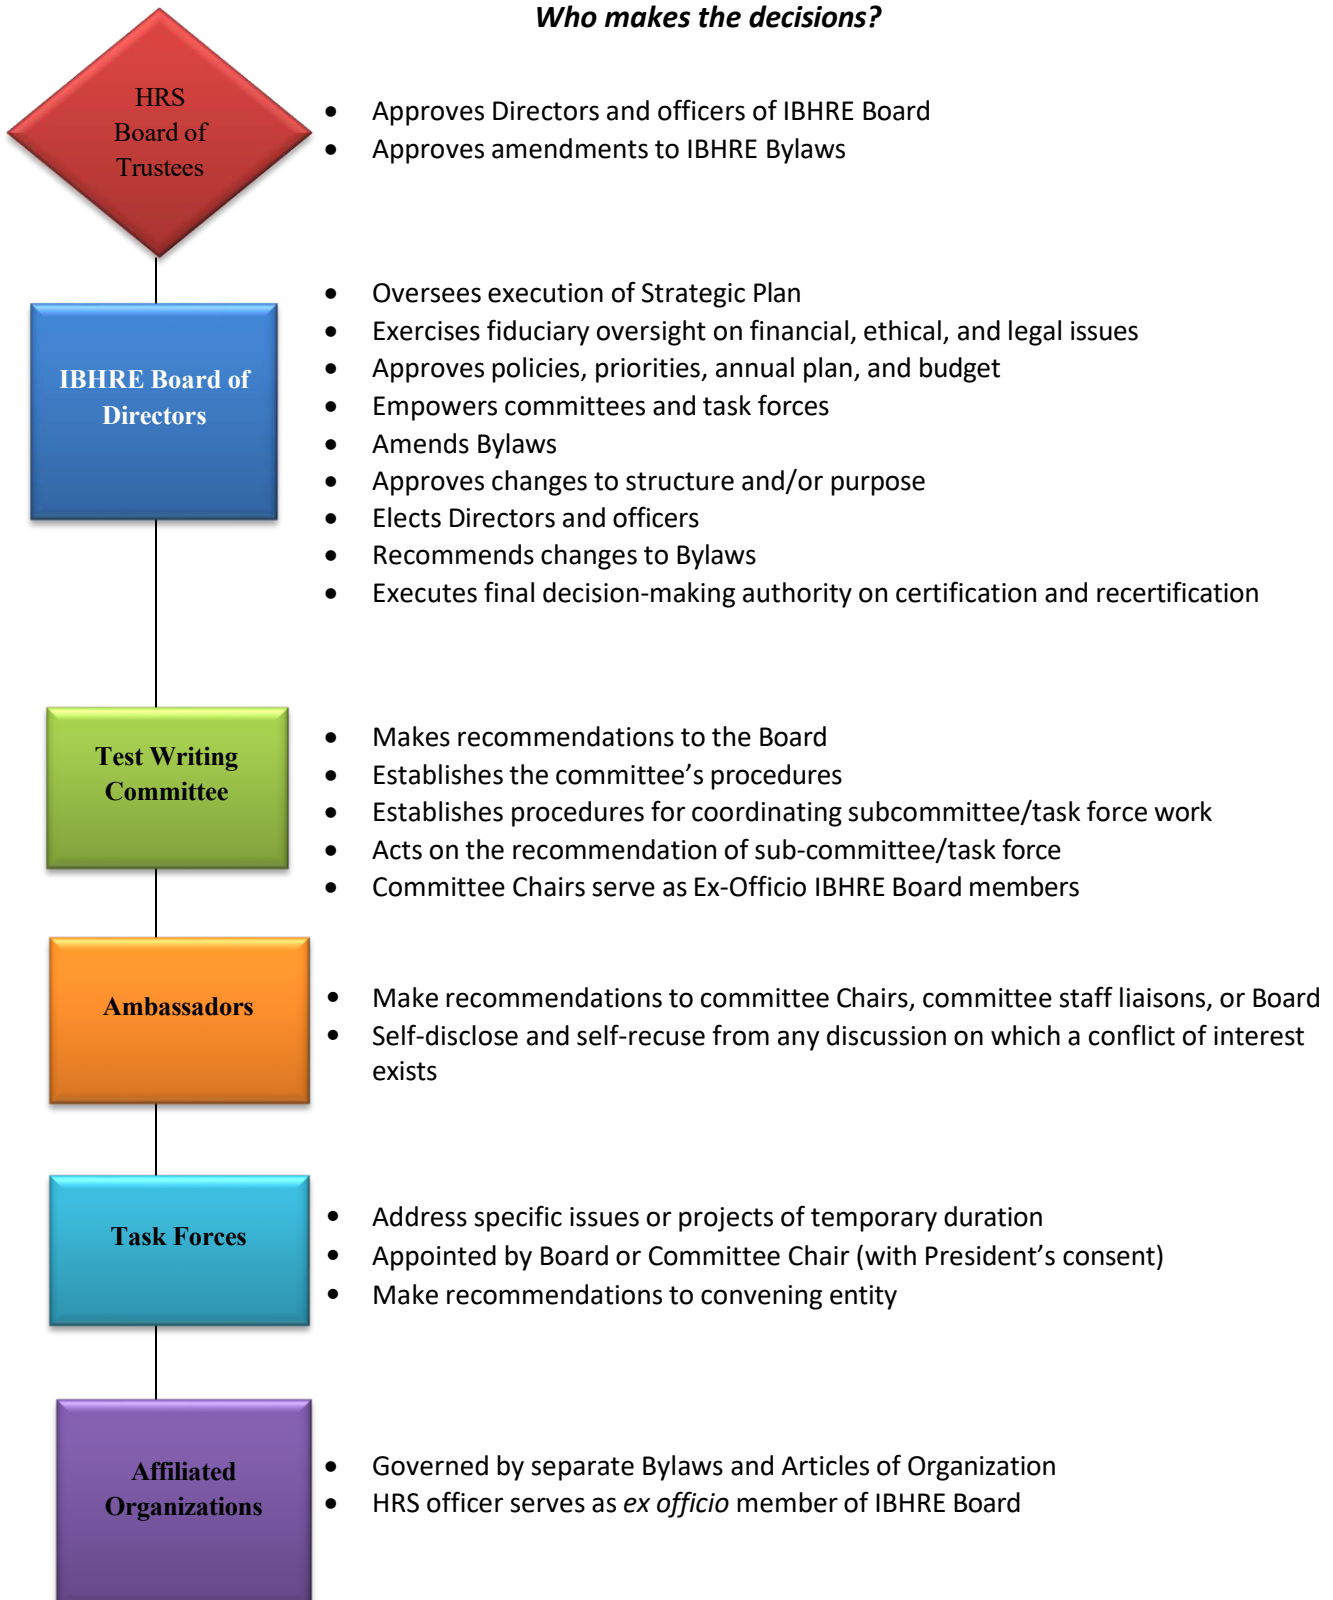 Who makes the decisions?
HRS
Board of
Trustees
• Approves Directors and officers of IBHRE Board
• Approves amendments to IBHRE Bylaws
IBHRE Board of
Directors
• Oversees execution of Strategic Plan
• Exercises fiduciary oversight on financial, ethical, and legal issues
• Approves policies, priorities, annual plan, and budget
• Empowers committees and task forces
• Amends Bylaws
• Approves changes to structure and/or purpose
• Elects Directors and officers
• Recommends changes to Bylaws
• Executes final decision-making authority on certification and recertification
Test Writing
Committee
• Makes recommendations to the Board
• Establishes the committee’s procedures
• Establishes procedures for coordinating subcommittee/task force work
• Acts on the recommendation of sub-committee/task force
• Committee Chairs serve as Ex-Officio IBHRE Board members
Ambassadors
• Make recommendations to committee Chairs, committee staff liaisons, or Board
• Self-disclose and self-recuse from any discussion on which a conflict of interest
exists
Task Forces
• Address specific issues or projects of temporary duration
• Appointed by Board or Committee Chair (with President’s consent)
• Make recommendations to convening entity
Affiliated
Organizations
• Governed by separate Bylaws and Articles of Organization
• HRS officer serves as ex officio member of IBHRE Board